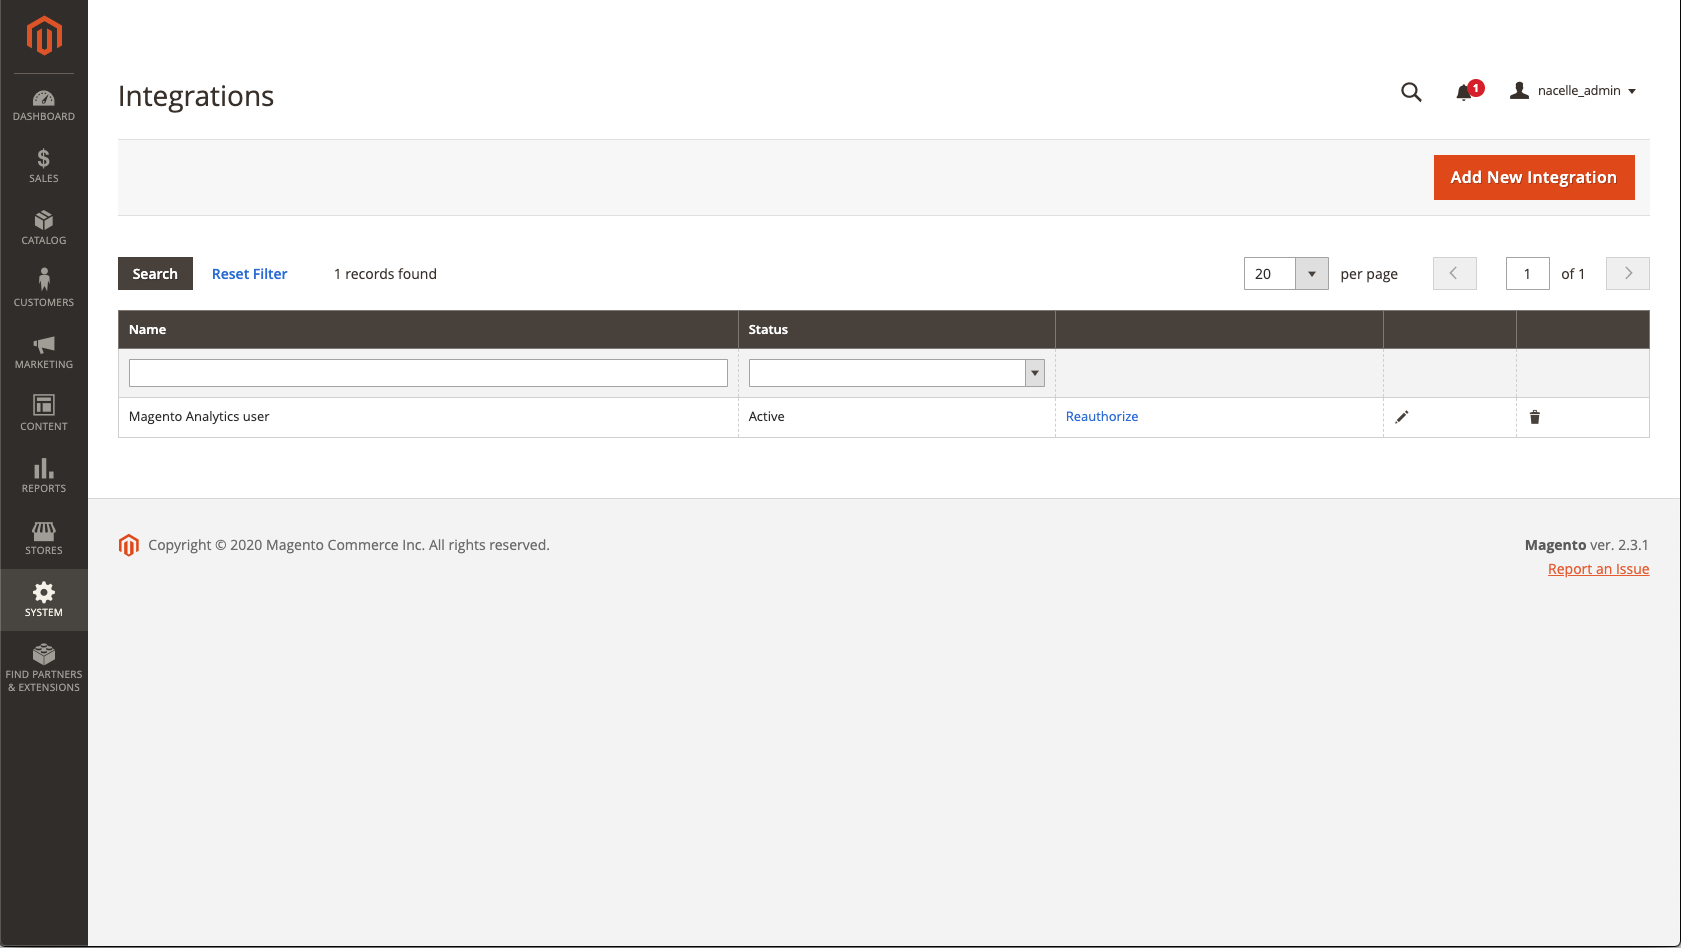 DASHBOARD
SALES
CATALOG
CUSTOMERS
MARKETING
CONTENT
REPORTS
STORES
SYSTEM
FIND PARTNERS
& EXTENSIONS
Integrations
1
nacelle_admin
Add New Integration
Search Reset Filter 1 records found 20 per page 1 of 1
Name Status
Magento Analytics user Active Reauthorize
Copyright © 2020 Magento Commerce Inc. All rights reserved.
Magento ver. 2.3.1
Report an Issue